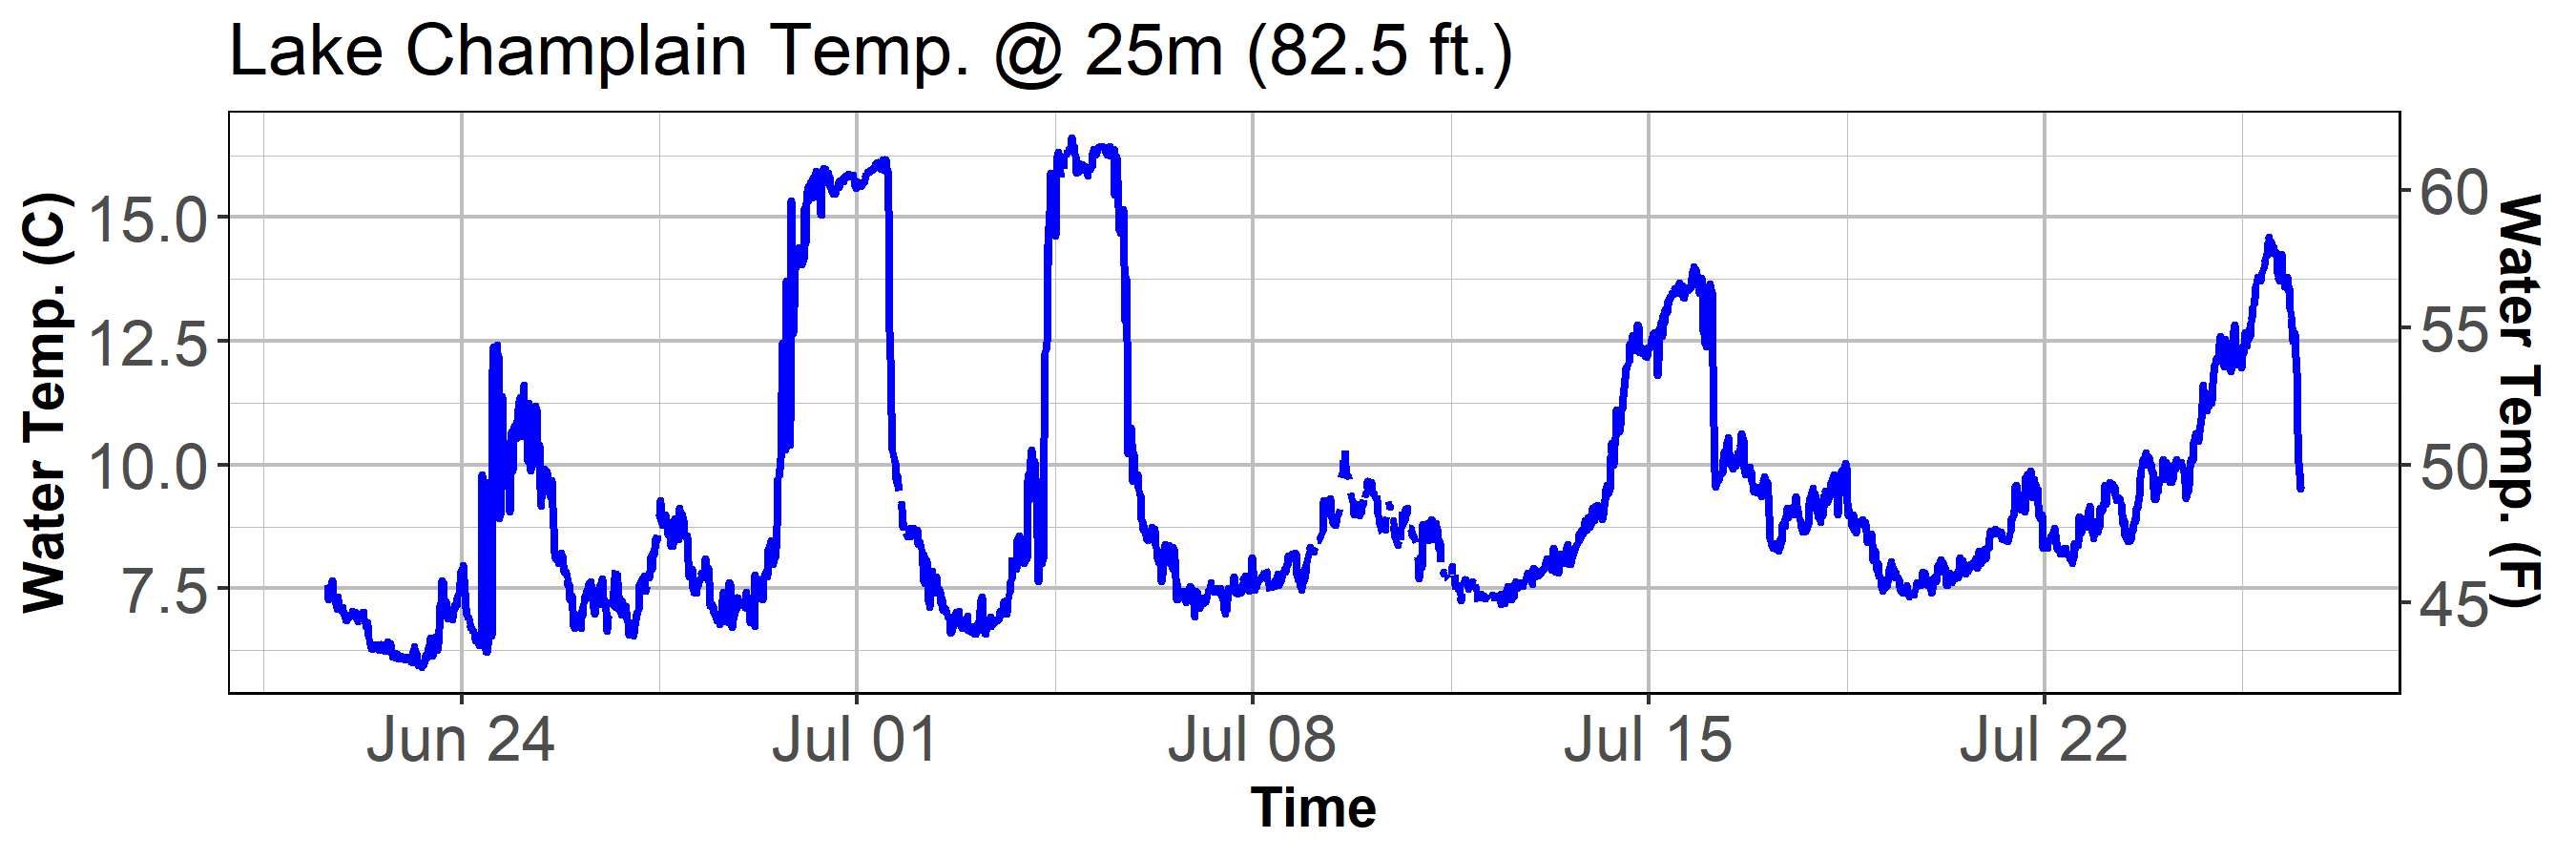 Lake Champlain Temp. @ 25m (82.5 ft.)
Water Temp. (C)
15.0
12.5
10.0
7.5
60
55
50
45
Water Temp. (F)
Jun 24
Jul 01
Jul 08
Jul 15
Jul 22
Time